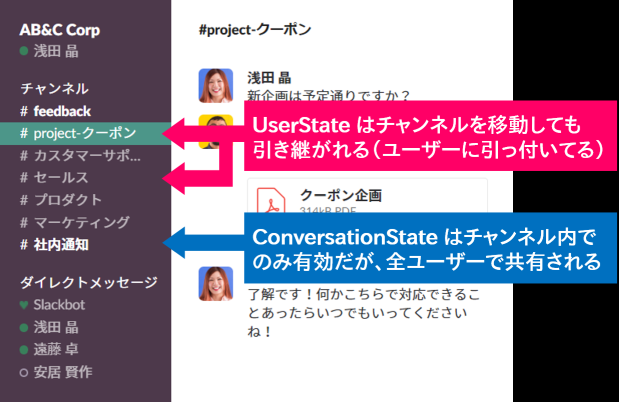 AB&C Corp
浅田 晶
チャンネル
# feedback
# project-クーポン
# カスタマーサポ...
# セールス
# プロダクト
# マーケティング
# 社内通知
ダイレクトメッセージ
Slackbot
浅田 晶
遠藤 卓
安居 賢作
#project-クーポン
浅田 晶
新企画は予定通りですか？
UserState はチャンネルを移動しても
引き継がれる（ユーザーに引っ付いてる）
クーポン企画
314kB PDF
ConversationState はチャンネル内で
のみ有効だが、全ユーザーで共有される
了解です！何かこちらで対応できるこ
とあったらいつでもいってください
ね！